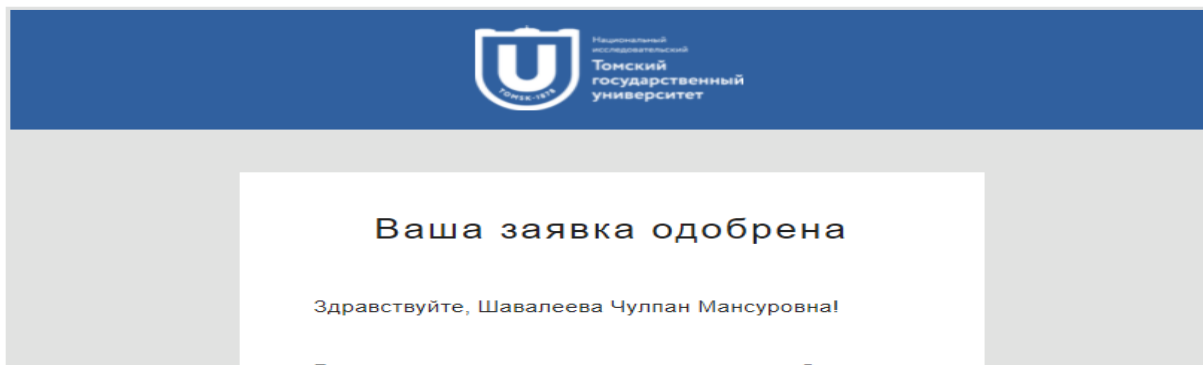 Национальный
исследовательский
Томский
государственный
университет
TOMSK-1878
Ваша заявка одобрена
Здравствуйте, Шавалеева Чулпан Мансуровна!